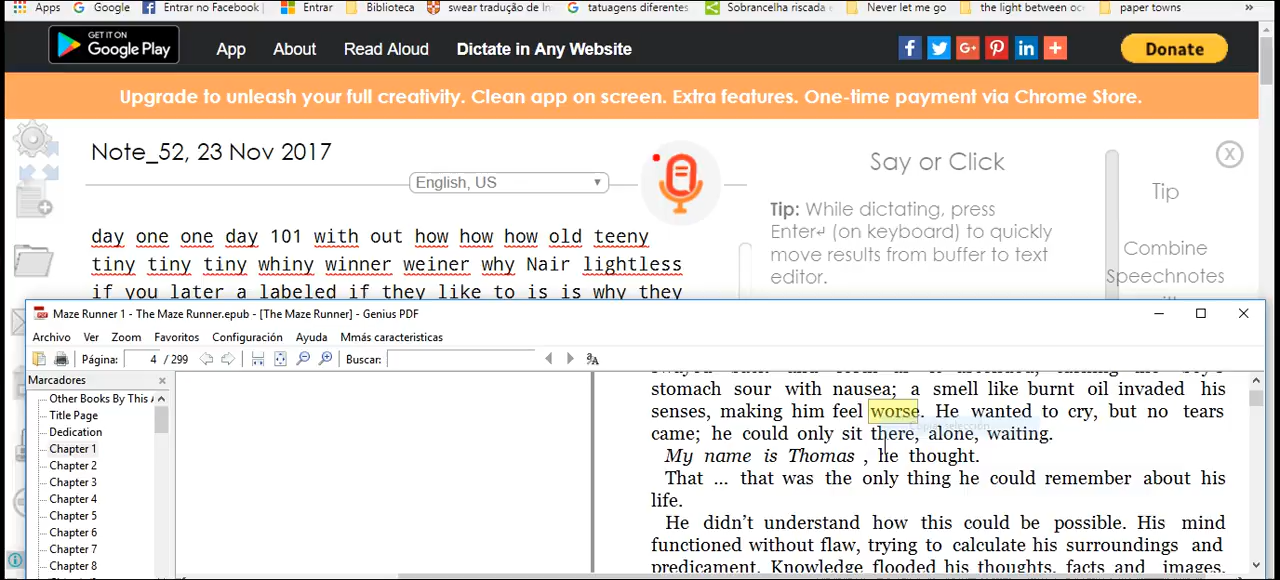 Apps Google Entrar no Facebook Entrar Biblioteca swear tradução de In tatuagens diferentes Sobrancelha riscada Never let me go the light between oc paper towns »
GET IT ON
Google Play App About Read Aloud Dictate in Any Website Donate
Upgrade to unleash your full creativity. Clean app on screen. Extra features. One-time payment via Chrome Store.
Note_52, 23 Nov 2017
English, US
day one one day 101 with out how how how old teeny
tiny tiny tiny whiny winner weiner why Nair lightless
if you later a labeled if they like to is is why they
Say or Click
Tip: While dictating, press
Enter↵ (on keyboard) to quickly
move results from buffer to text
editor.
Tip
Combine
Speechnotes
Maze Runner 1 - The Maze Runner.epub - [The Maze Runner] - Genius PDF
Archivo Ver Zoom Favoritos Configuración Ayuda Mmás caracteristicas
Página: 4 / 299 Buscar:
Marcadores
Other Books By This A
Title Page
Dedication
Chapter 1
Chapter 2
Chapter 3
Chapter 4
Chapter 5
Chapter 6
Chapter 7
Chapter 8
stomach sour with nausea; a smell like burnt oil invaded his
senses, making him feel worse. He wanted to cry, but no tears
came; he could only sit there, alone, waiting.
My name is Thomas , he thought.
That ... that was the only thing he could remember about his
life.
He didn't understand how this could be possible. His mind
functioned without flaw, trying to calculate his surroundings and
predicament. Knowledge flooded his thoughts, facts and images,